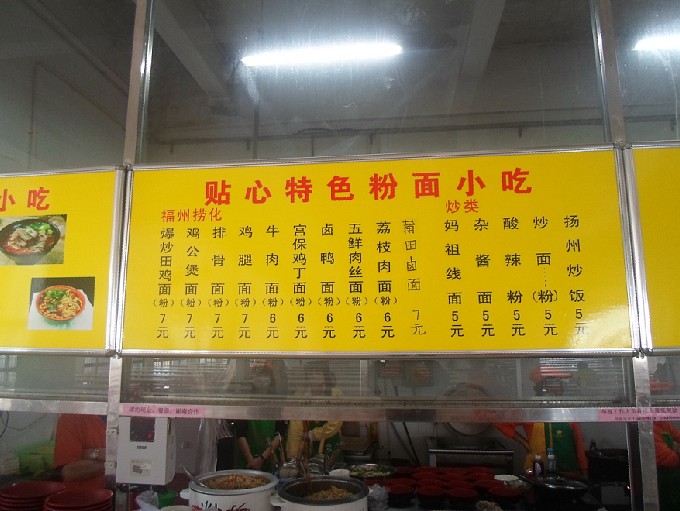 小吃
贴心特色粉面小吃
福州捞化
炒类
爆炒田鸡面(粉)7元
鸡公煲面(粉)7元
排骨面(粉)7元
鸡腿面(粉)7元
牛肉面(粉)6元
宫保鸡丁面(粉)6元
卤鸭面(粉)6元
五鲜肉丝面(粉)6元
荔枝肉面(粉)6元
莆田卤面7元
妈祖线面5元
杂酱面5元
酸辣粉5元
炒面(粉)5元
扬州炒饭5元